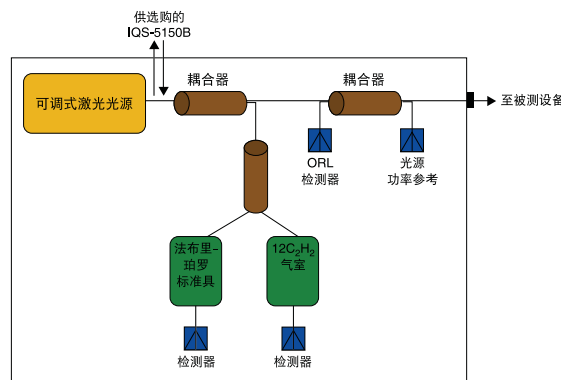 供选购的
IQS-5150B
可调式激光光源
耦合器
耦合器
至被测设备
ORL
检测器
光源
功率参考
法布里-
珀罗
标准具
12C₂H₂
气室
检测器
检测器